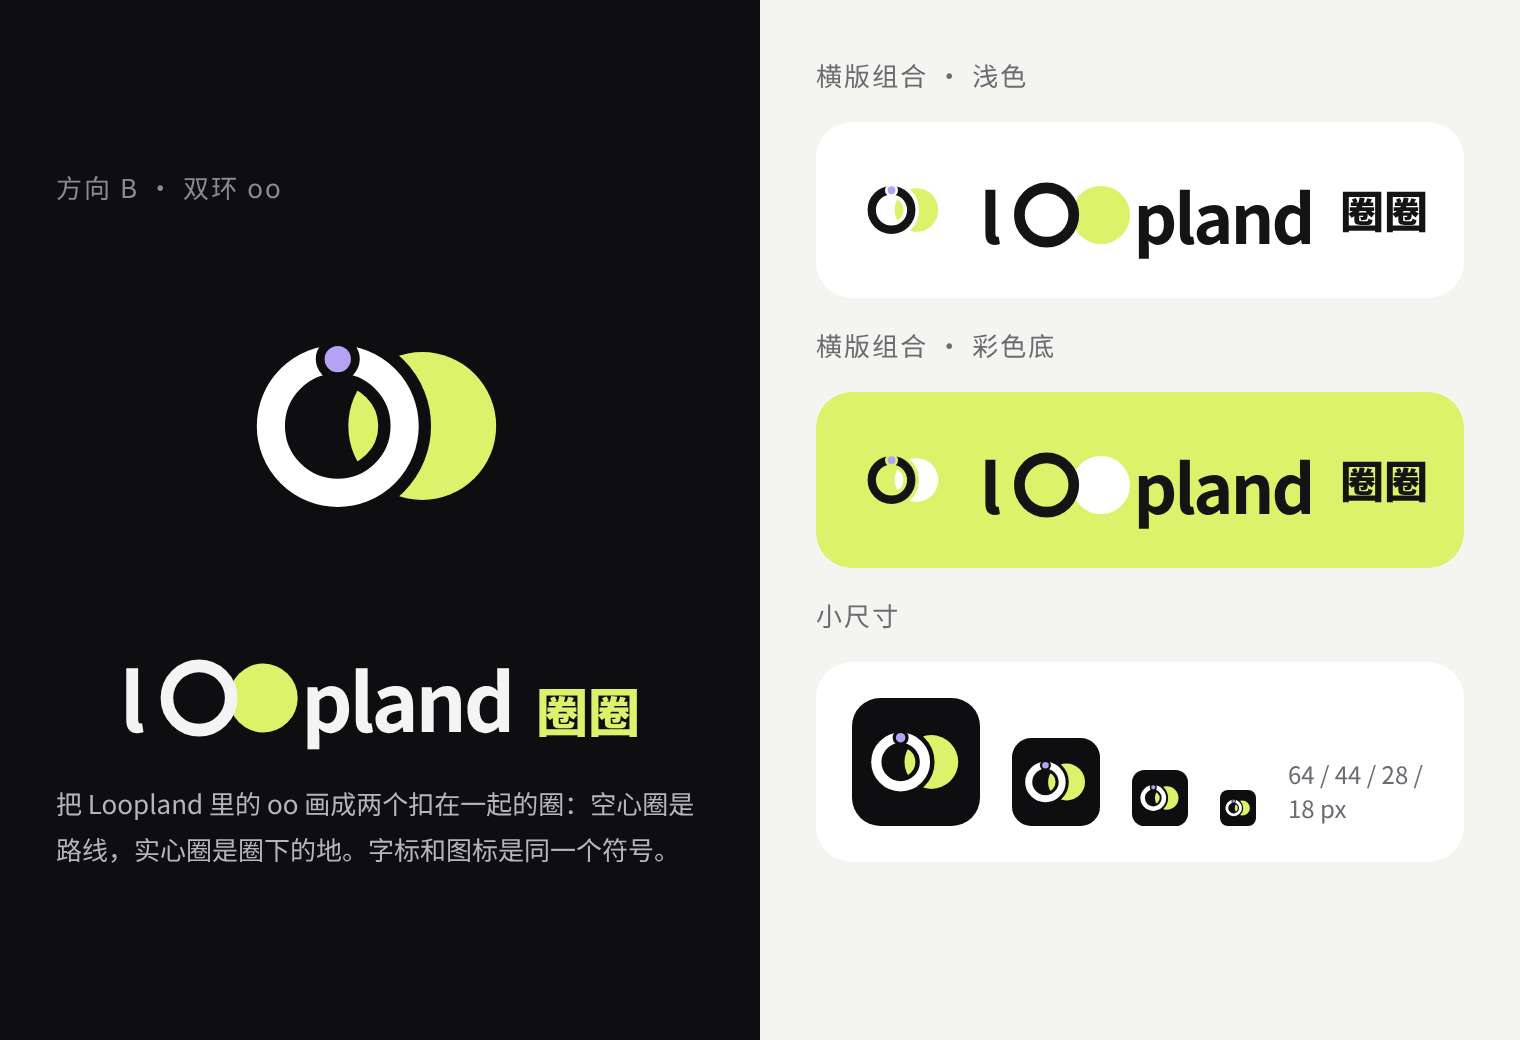 方向 B · 双环 oo
loopland 圈圈
把 Loopland 里的 oo 画成两个扣在一起的圈：空心圈是
路线，实心圈是圈下的地。字标和图标是同一个符号。
横版组合 · 浅色
loopland 圈圈
横版组合 · 彩色底
loopland 圈圈
小尺寸
64 / 44 / 28 /
18 px